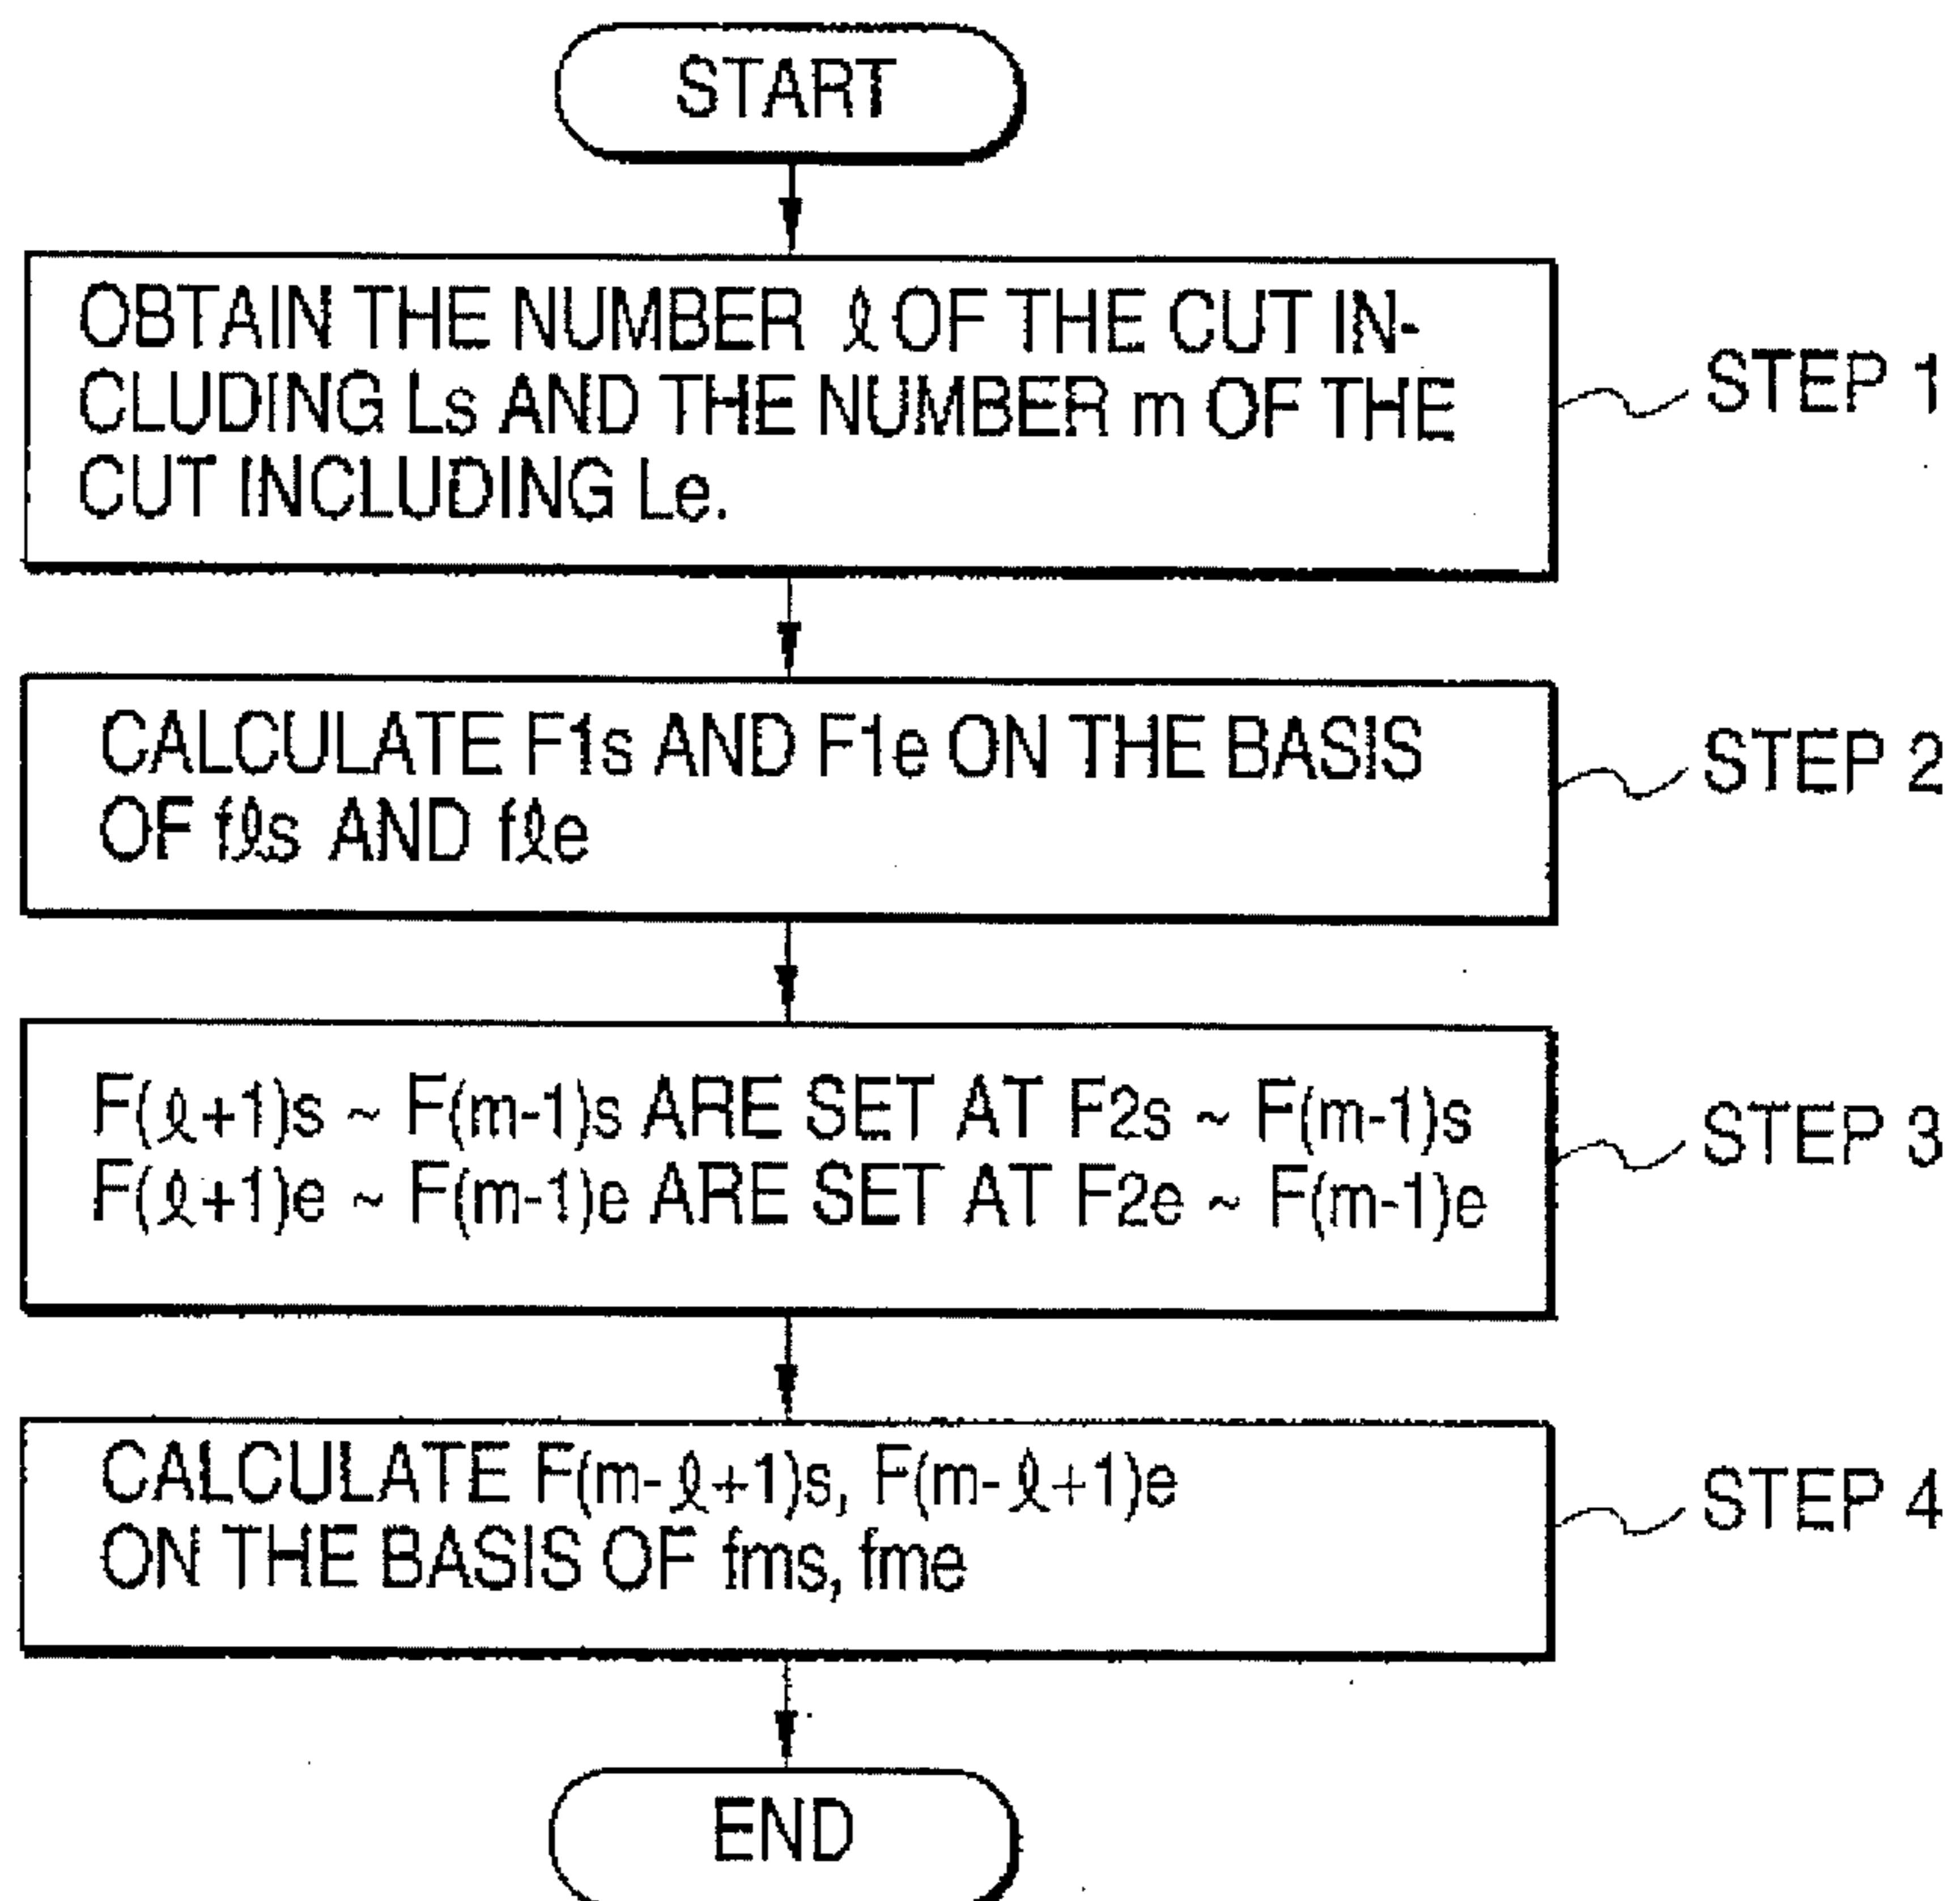 START
OBTAIN THE NUMBER ℓ OF THE CUT IN-
CLUDING Ls AND THE NUMBER m OF THE
CUT INCLUDING Le.
STEP 1
CALCULATE F1s AND F1e ON THE BASIS
OF fℓs AND fℓe
STEP 2
F(ℓ+1)s ~ F(m-1)s ARE SET AT F2s ~ F(m-1)s
F(ℓ+1)e ~ F(m-1)e ARE SET AT F2e ~ F(m-1)e
STEP 3
CALCULATE F(m-ℓ+1)s, F(m-ℓ+1)e
ON THE BASIS OF fms, fme
STEP 4
END